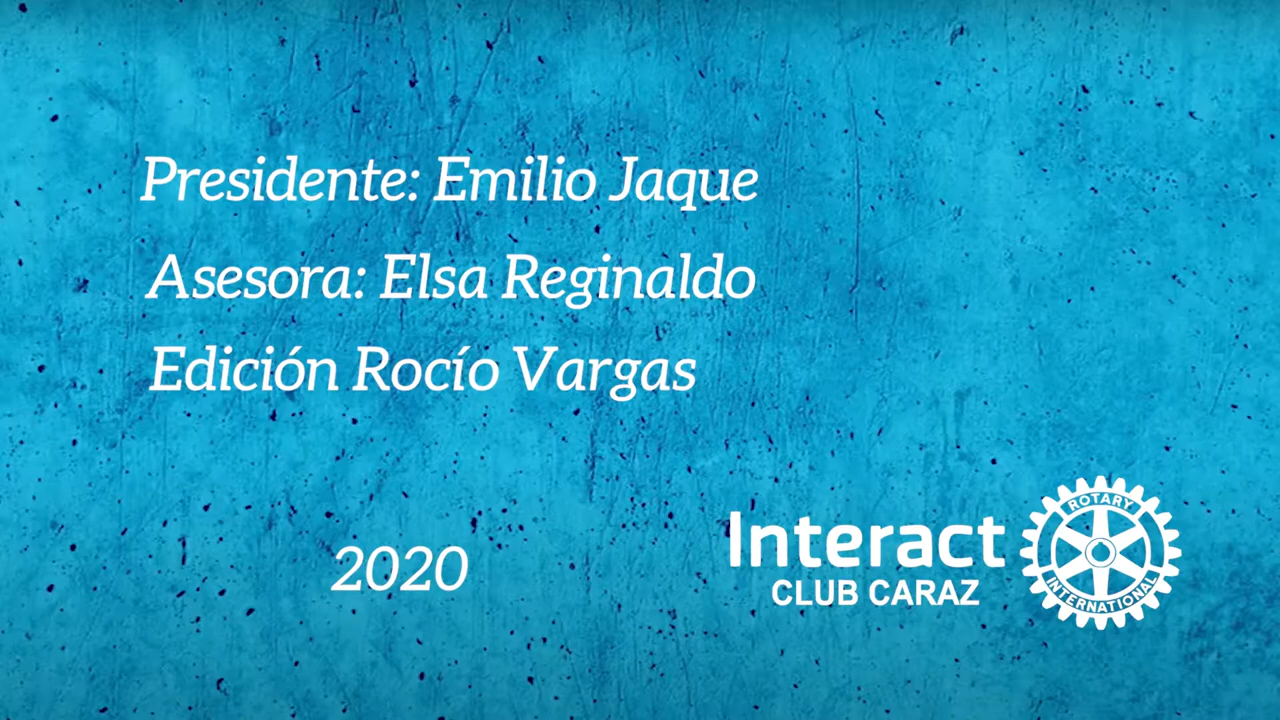 Presidente: Emilio Jaque
Asesora: Elsa Reginaldo
Edición Rocío Vargas
2020
Interact
CLUB CARAZ
ROTARY
INTERNATIONAL